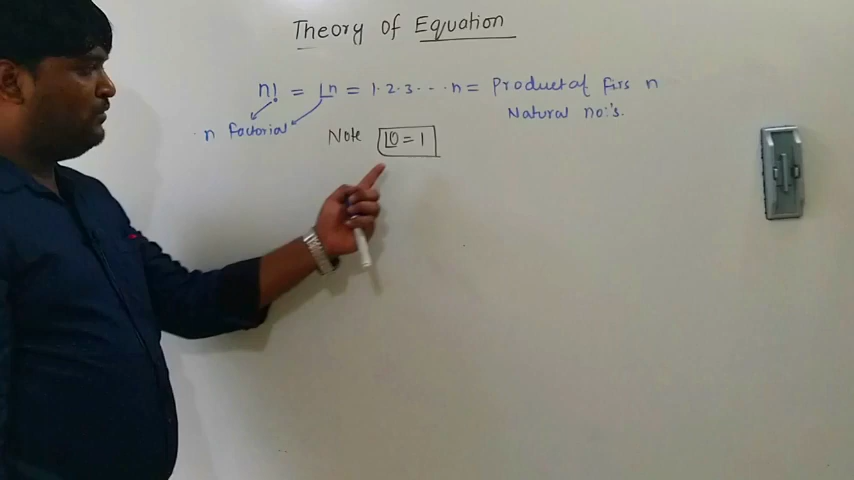 Theory of Equation
n! = ⌊n = 1·2·3···n = Product of firs n
Natural no:'s.
n factorial
Note ⌊0 = 1